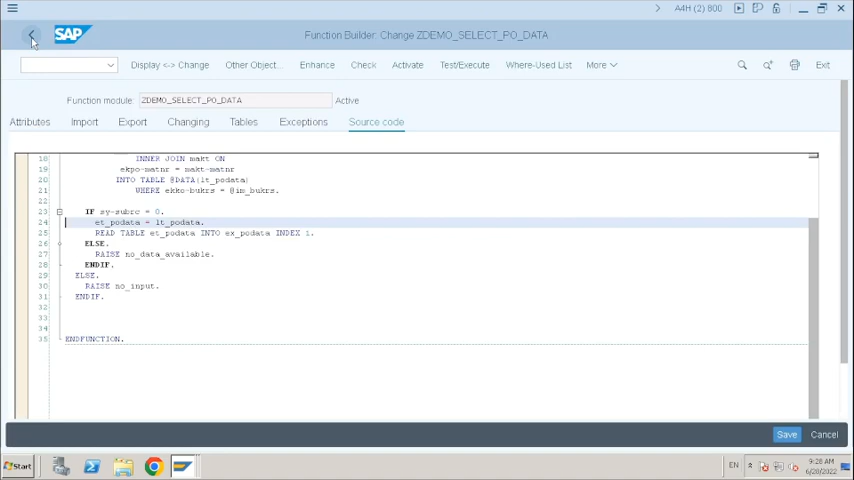 A4H (2) 800
SAP
Function Builder: Change ZDEMO_SELECT_PO_DATA
Display <-> Change Other Object... Enhance Check Activate Test/Execute Where-Used List More Exit
Function module: ZDEMO_SELECT_PO_DATA Active
Attributes Import Export Changing Tables Exceptions Source code
18 INNER JOIN makt ON
19 ekpo~matnr = makt~matnr
20 INTO TABLE @DATA(lt_podata)
21 WHERE ekko~bukrs = @im_bukrs.
22
23 IF sy-subrc = 0.
24 et_podata = lt_podata.
25 READ TABLE et_podata INTO ex_podata INDEX 1.
26 ELSE.
27 RAISE no_data_available.
28 ENDIF.
29 ELSE.
30 RAISE no_input.
31 ENDIF.
32
33
34
35 ENDFUNCTION.
Save Cancel
Start EN 9:28 AM
6/28/2022